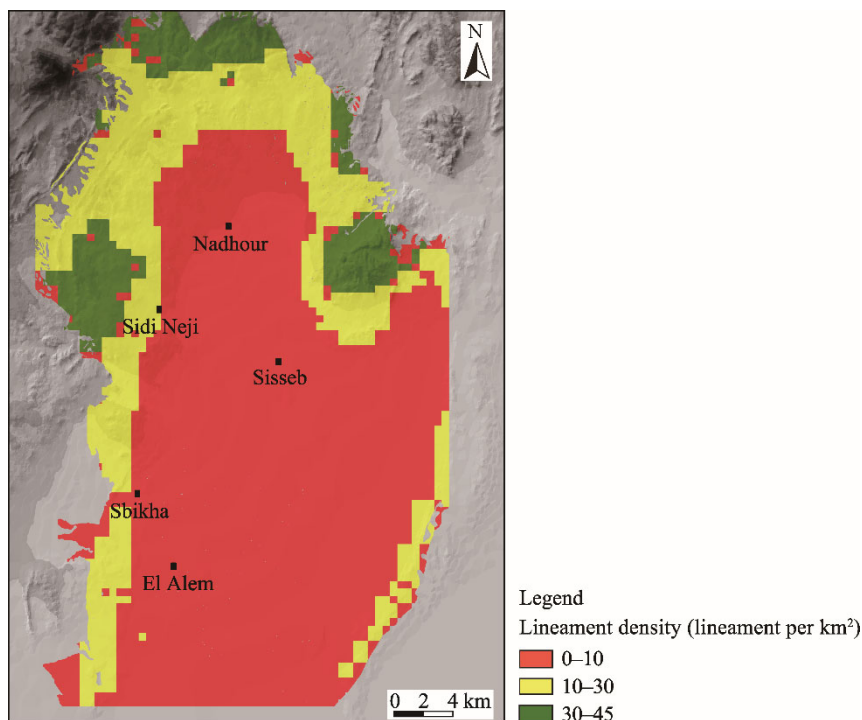 N
Nadhour
Sidi Neji
Sisseb
Sbikha
El Alem
0 2 4 km
Legend
Lineament density (lineament per km²)
0–10
10–30
30–45